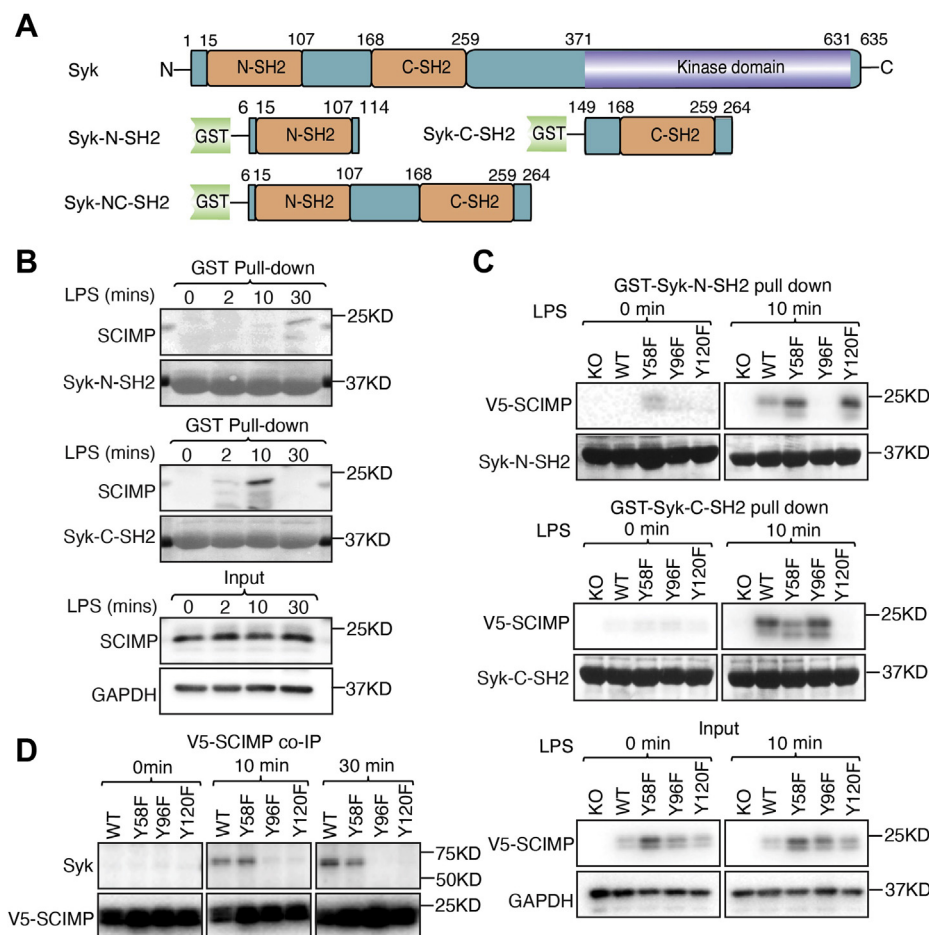 A
1 15 107 168 259 371 631 635
Syk N N-SH2 C-SH2 Kinase domain C
6 15 107 114 149 168 259 264
Syk-N-SH2 GST N-SH2 Syk-C-SH2 GST C-SH2
6 15 107 168 259 264
Syk-NC-SH2 GST N-SH2 C-SH2
B
GST Pull-down
LPS (mins) 0 2 10 30
SCIMP 25KD
Syk-N-SH2 37KD
GST Pull-down
LPS (mins) 0 2 10 30
SCIMP 25KD
Syk-C-SH2 37KD
Input
LPS (mins) 0 2 10 30
SCIMP 25KD
GAPDH 37KD
C
GST-Syk-N-SH2 pull down
LPS 0 min 10 min
KO WT Y58F Y96F Y120F KO WT Y58F Y96F Y120F
V5-SCIMP 25KD
Syk-N-SH2 37KD
GST-Syk-C-SH2 pull down
LPS 0 min 10 min
KO WT Y58F Y96F Y120F KO WT Y58F Y96F Y120F
V5-SCIMP 25KD
Syk-C-SH2 37KD
Input
LPS 0 min 10 min
KO WT Y58F Y96F Y120F KO WT Y58F Y96F Y120F
V5-SCIMP 25KD
GAPDH 37KD
D
V5-SCIMP co-IP
0min 10 min 30 min
WT Y58F Y96F Y120F WT Y58F Y96F Y120F WT Y58F Y96F Y120F
Syk 75KD
50KD
V5-SCIMP 25KD